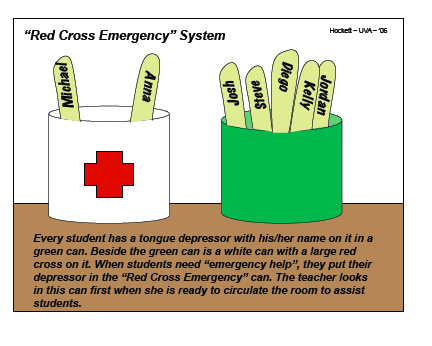 “Red Cross Emergency” System
Hockett – UVA – ‘05
Michael
Anna
Josh
Steve
Diego
Kelly
Jordan
Every student has a tongue depressor with his/her name on it in a
green can. Beside the green can is a white can with a large red
cross on it. When students need “emergency help”, they put their
depressor in the “Red Cross Emergency” can. The teacher looks
in this can first when she is ready to circulate the room to assist
students.